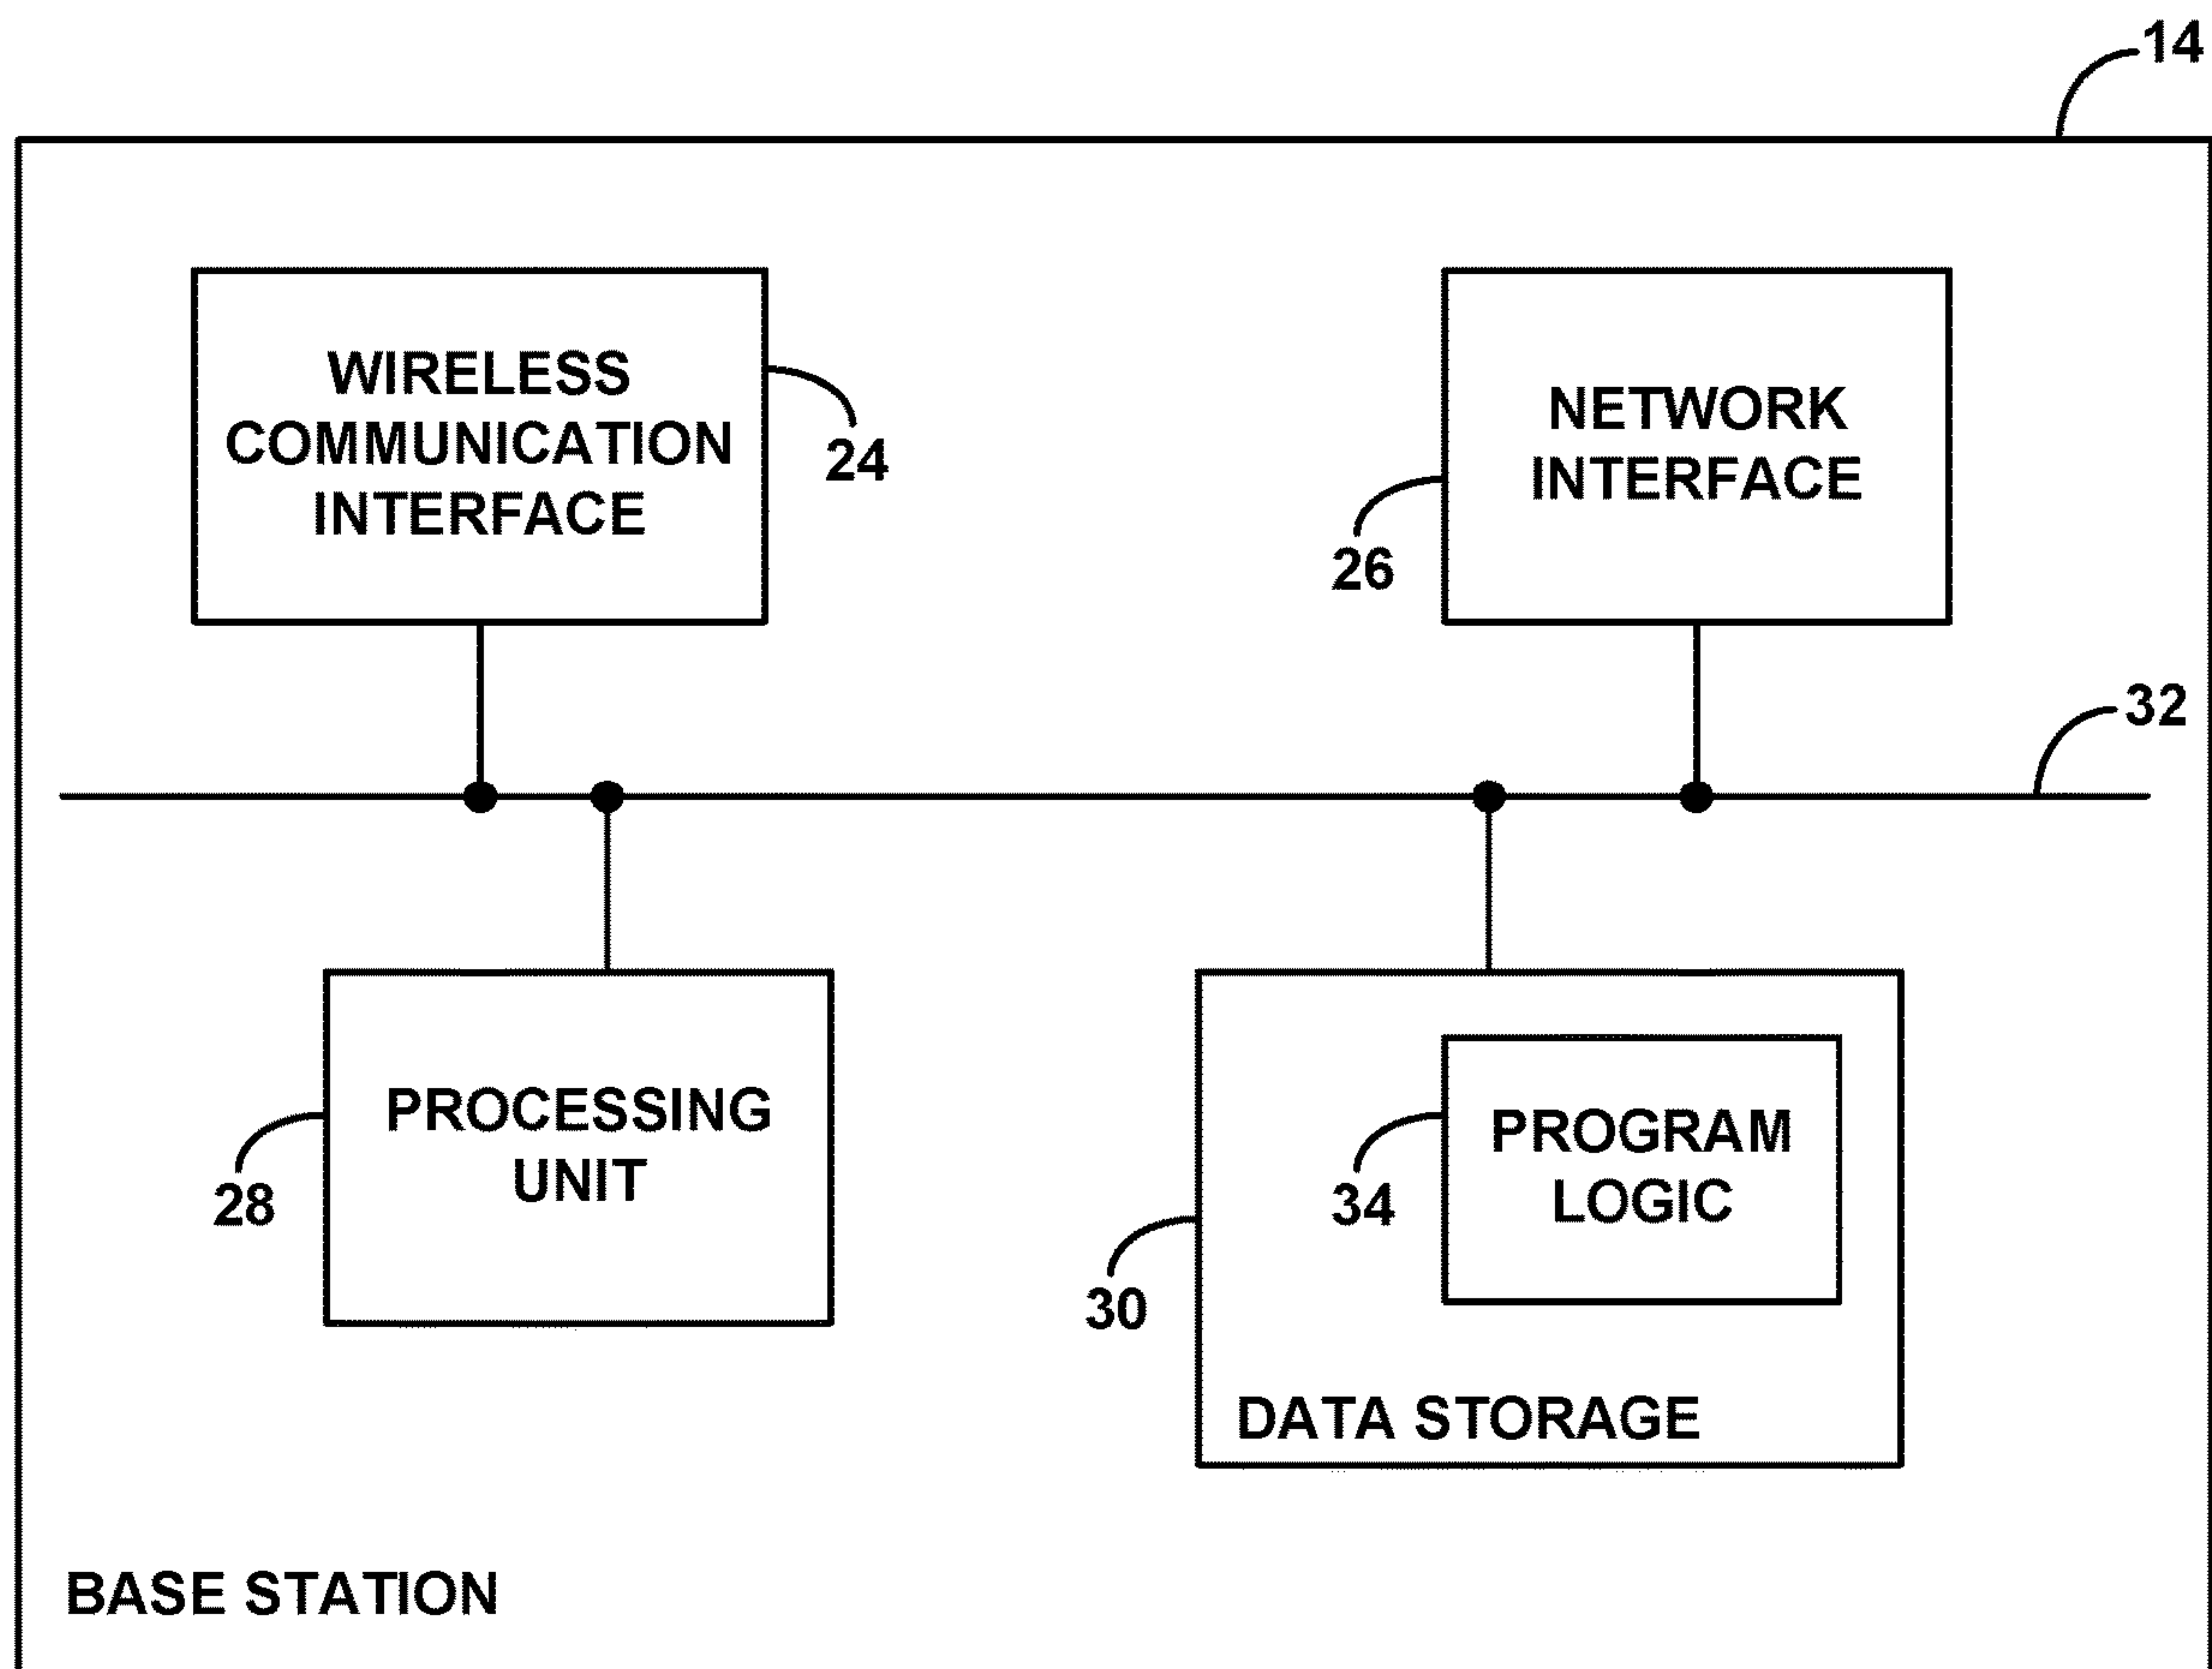 14
WIRELESS
COMMUNICATION
INTERFACE
24
NETWORK
INTERFACE
26
32
PROCESSING
UNIT
28
PROGRAM
LOGIC
34
30
DATA STORAGE
BASE STATION